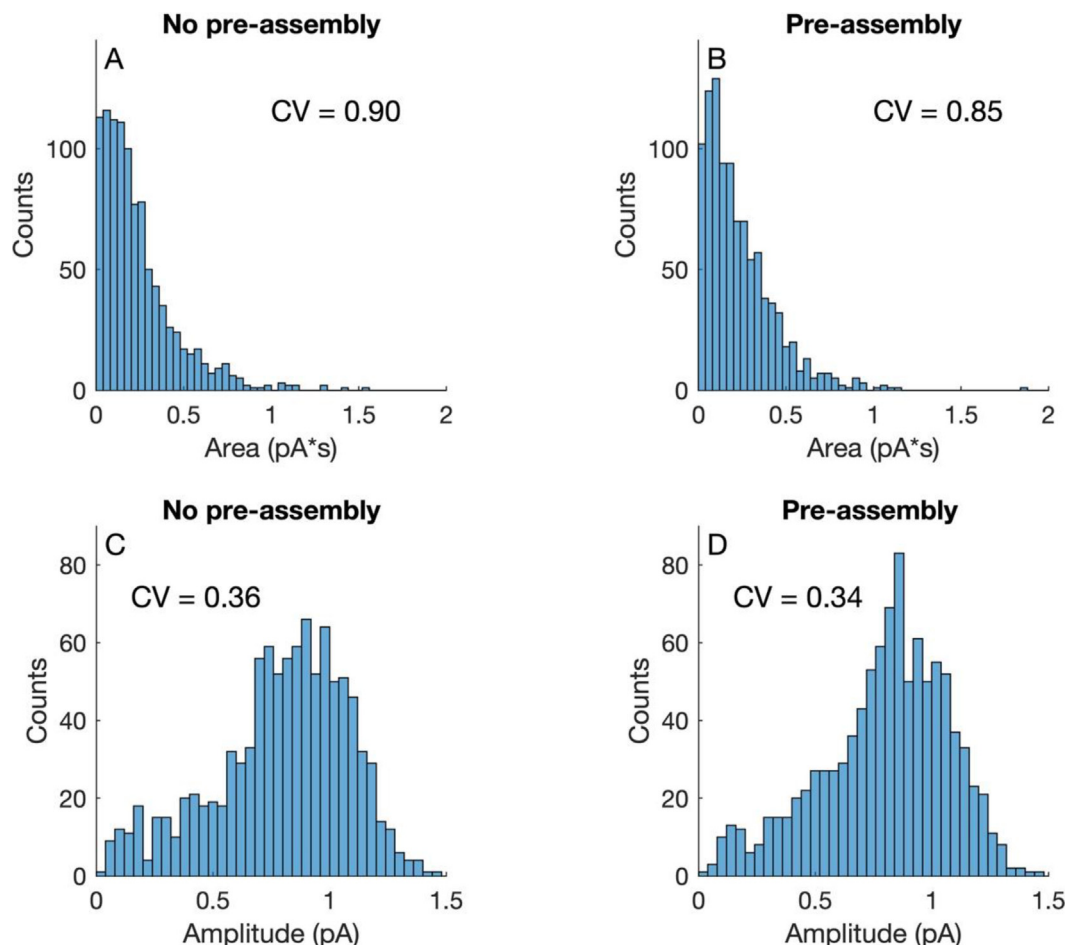 No pre-assembly
A
CV = 0.90
Counts
100
50
0
0 0.5 1 1.5 2
Area (pA*s)
Pre-assembly
B
CV = 0.85
Counts
100
50
0
0 0.5 1 1.5 2
Area (pA*s)
No pre-assembly
C
CV = 0.36
Counts
80
60
40
20
0
0 0.5 1 1.5
Amplitude (pA)
Pre-assembly
D
CV = 0.34
Counts
80
60
40
20
0
0 0.5 1 1.5
Amplitude (pA)